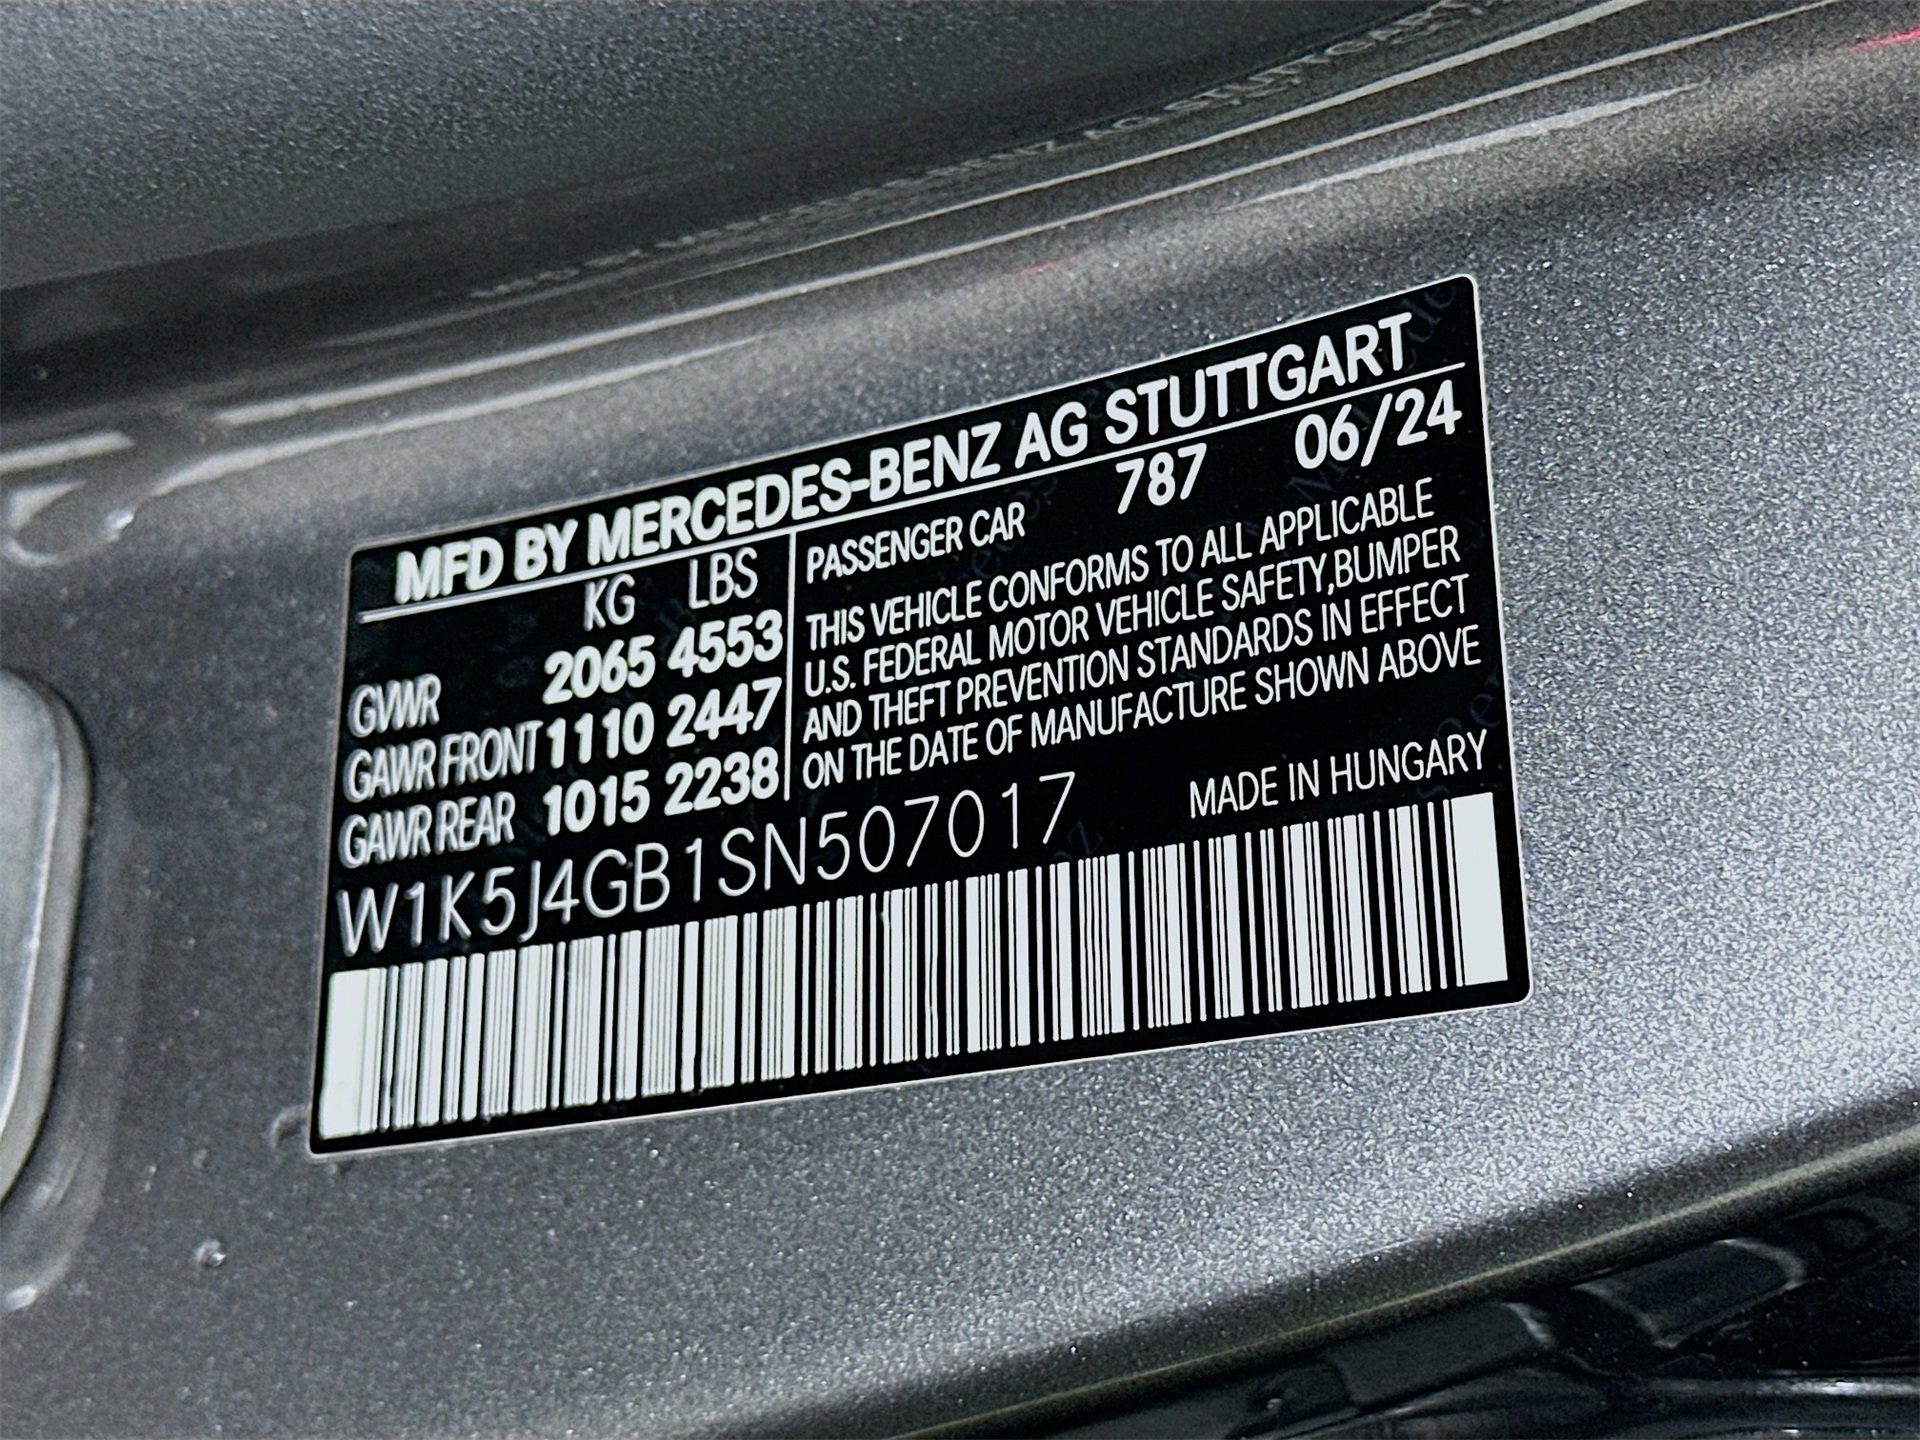 MFD BY MERCEDES-BENZ AG STUTTGART
KG LBS
GVWR 2065 4553
GAWR FRONT 1110 2447
GAWR REAR 1015 2238
PASSENGER CAR 787 06/24
THIS VEHICLE CONFORMS TO ALL APPLICABLE
U.S. FEDERAL MOTOR VEHICLE SAFETY,BUMPER
AND THEFT PREVENTION STANDARDS IN EFFECT
ON THE DATE OF MANUFACTURE SHOWN ABOVE
W1K5J4GB1SN507017
MADE IN HUNGARY